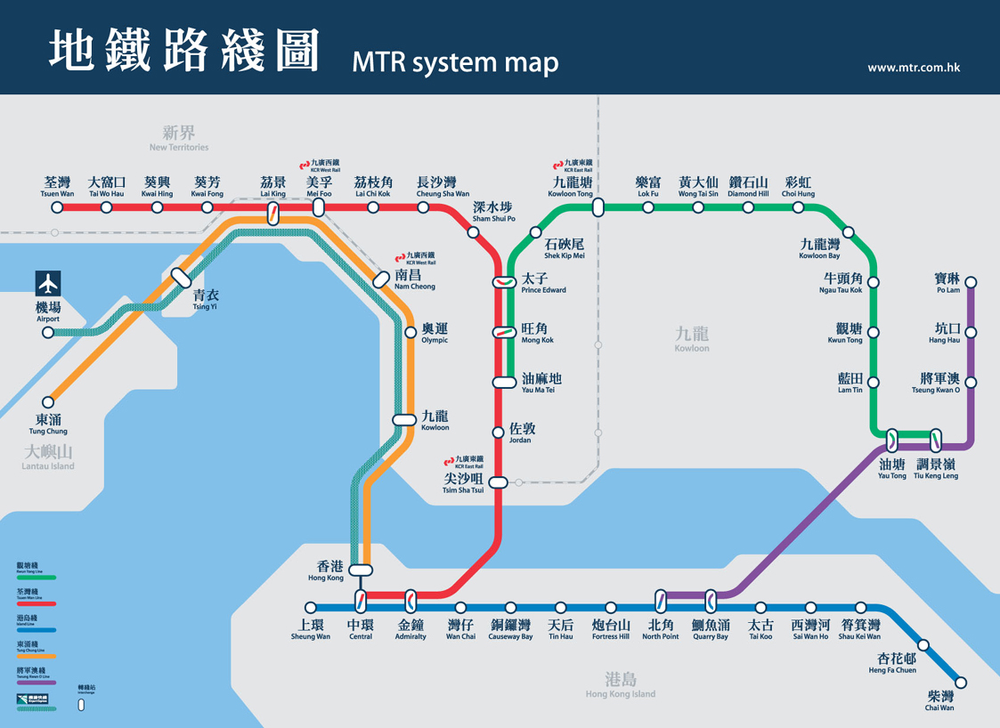 地鐵路綫圖 MTR system map
www.mtr.com.hk
新界
New Territories
九廣西鐵
KCR West Rail
九廣東鐵
KCR East Rail
荃灣
Tsuen Wan
大窩口
Tai Wo Hau
葵興
Kwai Hing
葵芳
Kwai Fong
荔景
Lai King
美孚
Mei Foo
荔枝角
Lai Chi Kok
長沙灣
Cheung Sha Wan
九龍塘
Kowloon Tong
樂富
Lok Fu
黃大仙
Wong Tai Sin
鑽石山
Diamond Hill
彩虹
Choi Hung
深水埗
Sham Shui Po
石硤尾
Shek Kip Mei
九龍灣
Kowloon Bay
九廣西鐵
KCR West Rail
南昌
Nam Cheong
太子
Prince Edward
牛頭角
Ngau Tau Kok
寶琳
Po Lam
機場
Airport
青衣
Tsing Yi
奧運
Olympic
旺角
Mong Kok
九龍
Kowloon
觀塘
Kwun Tong
坑口
Hang Hau
油麻地
Yau Ma Tei
藍田
Lam Tin
將軍澳
Tseung Kwan O
東涌
Tung Chung
大嶼山
Lantau Island
九龍
Kowloon
佐敦
Jordan
九廣東鐵
KCR East Rail
尖沙咀
Tsim Sha Tsui
油塘
Yau Tong
調景嶺
Tiu Keng Leng
香港
Hong Kong
上環
Sheung Wan
中環
Central
金鐘
Admiralty
灣仔
Wan Chai
銅鑼灣
Causeway Bay
天后
Tin Hau
炮台山
Fortress Hill
北角
North Point
鰂魚涌
Quarry Bay
太古
Tai Koo
西灣河
Sai Wan Ho
筲箕灣
Shau Kei Wan
杏花邨
Heng Fa Chuen
柴灣
Chai Wan
港島
Hong Kong Island
觀塘綫
Kwun Tong Line
荃灣綫
Tsuen Wan Line
港島綫
Island Line
東涌綫
Tung Chung Line
將軍澳綫
Tseung Kwan O Line
機場快綫
轉綫站
Interchange